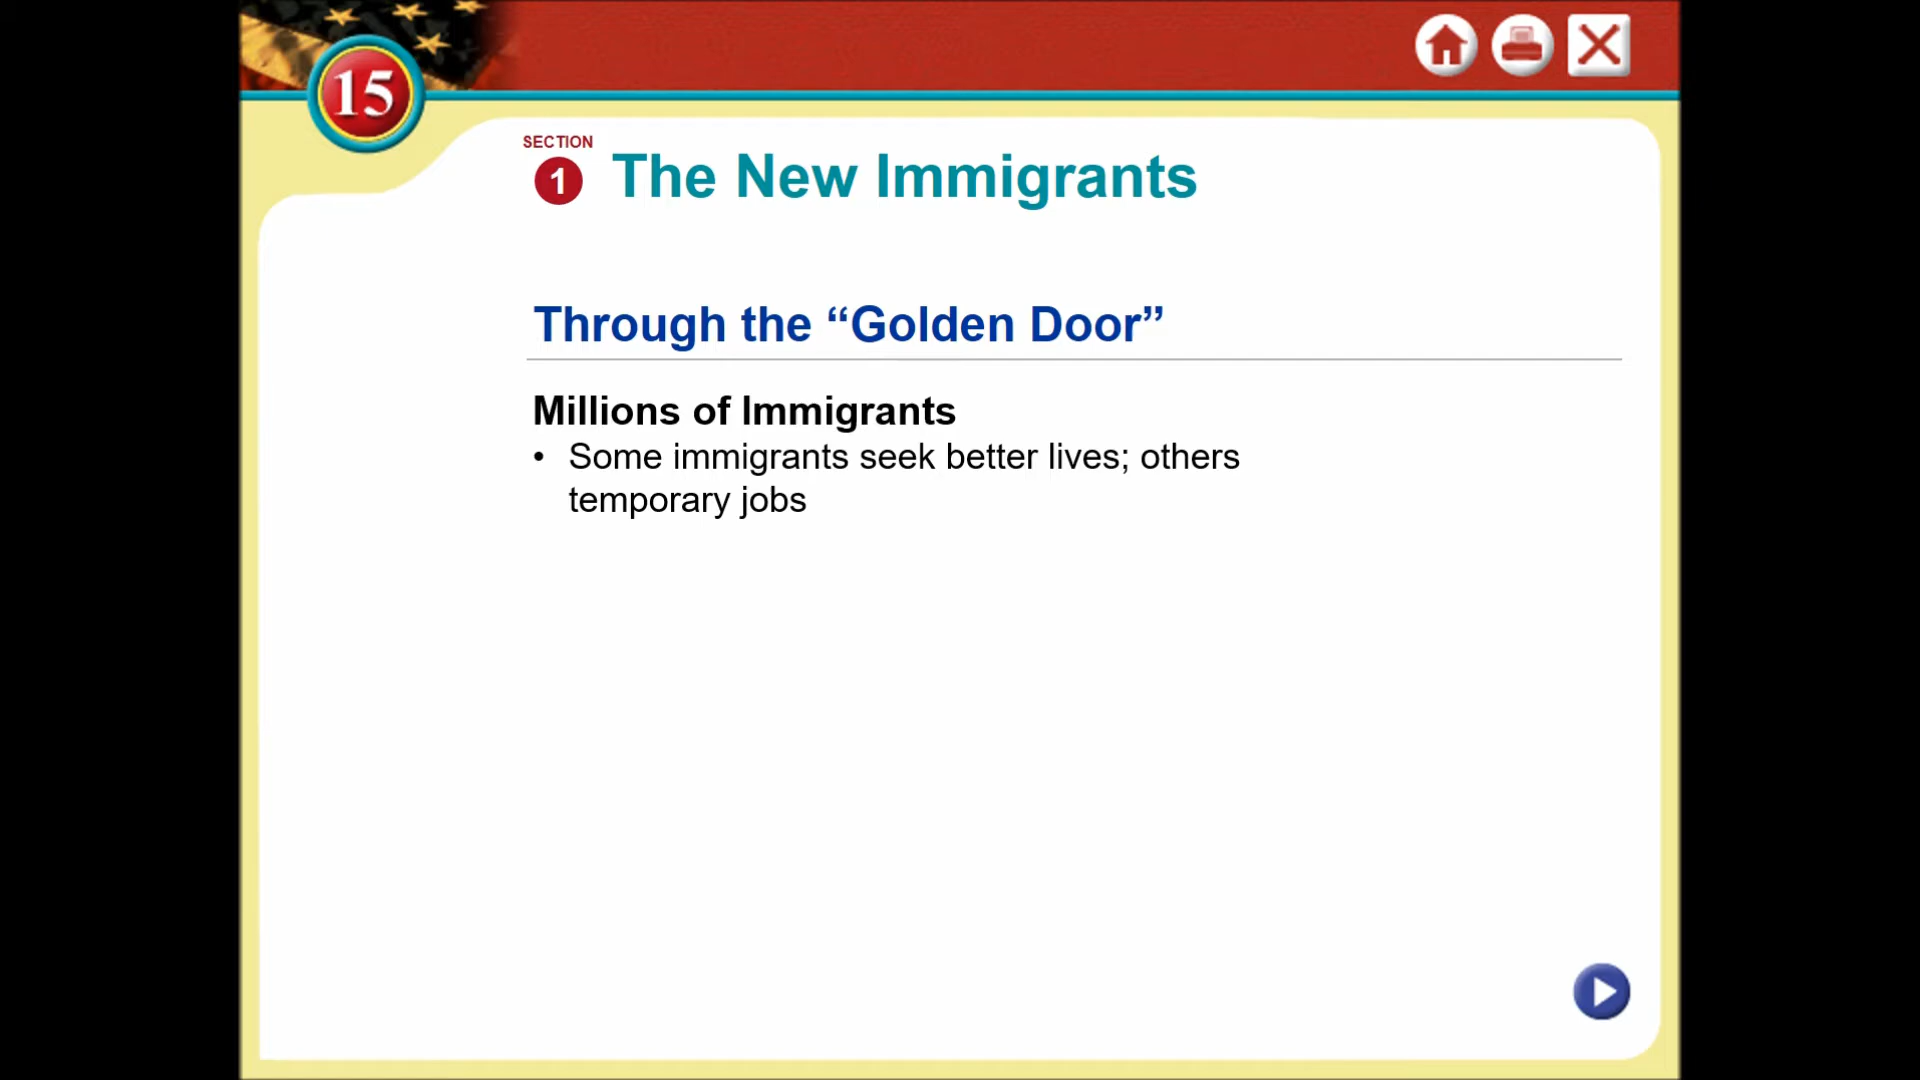 15
SECTION
1 The New Immigrants
Through the “Golden Door”
Millions of Immigrants
• Some immigrants seek better lives; others
temporary jobs